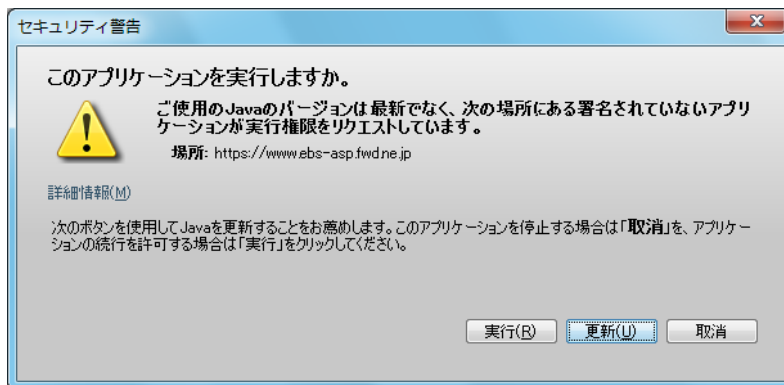 セキュリティ警告
このアプリケーションを実行しますか。
ご使用のJavaのバージョンは最新でなく、次の場所にある署名されていないアプリ
ケーションが実行権限をリクエストしています。
場所: https://www.ebs-asp.fwd.ne.jp
詳細情報(M)
次のボタンを使用してJavaを更新することをお薦めします。このアプリケーションを停止する場合は「取消」を、アプリケー
ションの続行を許可する場合は「実行」をクリックしてください。
実行(R) 更新(U) 取消